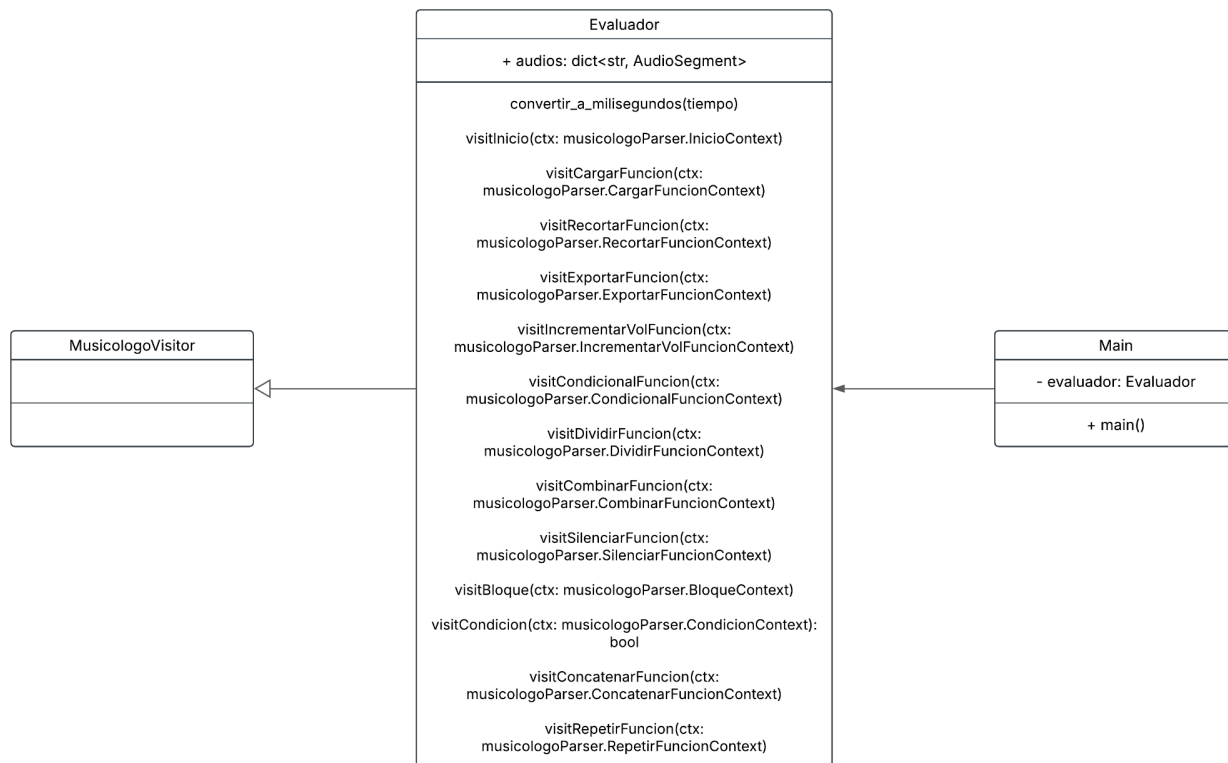 Evaluador
+ audios: dict<str, AudioSegment>
convertir_a_milisegundos(tiempo)
visitInicio(ctx: musicologoParser.InicioContext)
visitCargarFuncion(ctx:
musicologoParser.CargarFuncionContext)
visitRecortarFuncion(ctx:
musicologoParser.RecortarFuncionContext)
visitExportarFuncion(ctx:
musicologoParser.ExportarFuncionContext)
visitIncrementarVolFuncion(ctx:
musicologoParser.IncrementarVolFuncionContext)
visitCondicionalFuncion(ctx:
musicologoParser.CondicionalFuncionContext)
visitDividirFuncion(ctx:
musicologoParser.DividirFuncionContext)
visitCombinarFuncion(ctx:
musicologoParser.CombinarFuncionContext)
visitSilenciarFuncion(ctx:
musicologoParser.SilenciarFuncionContext)
visitBloque(ctx: musicologoParser.BloqueContext)
visitCondicion(ctx: musicologoParser.CondicionContext):
bool
visitConcatenarFuncion(ctx:
musicologoParser.ConcatenarFuncionContext)
visitRepetirFuncion(ctx:
musicologoParser.RepetirFuncionContext)
MusicologoVisitor
Main
- evaluador: Evaluador
+ main()